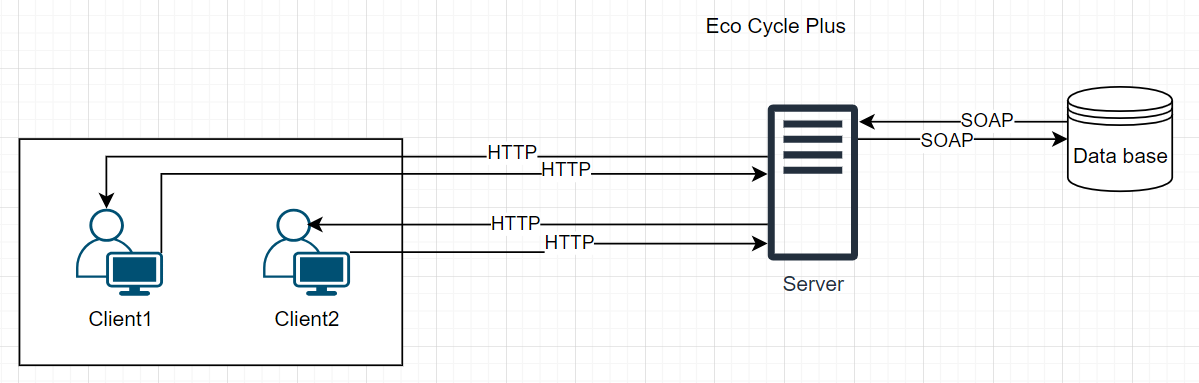 Eco Cycle Plus
SOAP
SOAP
Data base
HTTP
HTTP
HTTP
HTTP
Server
Client1
Client2